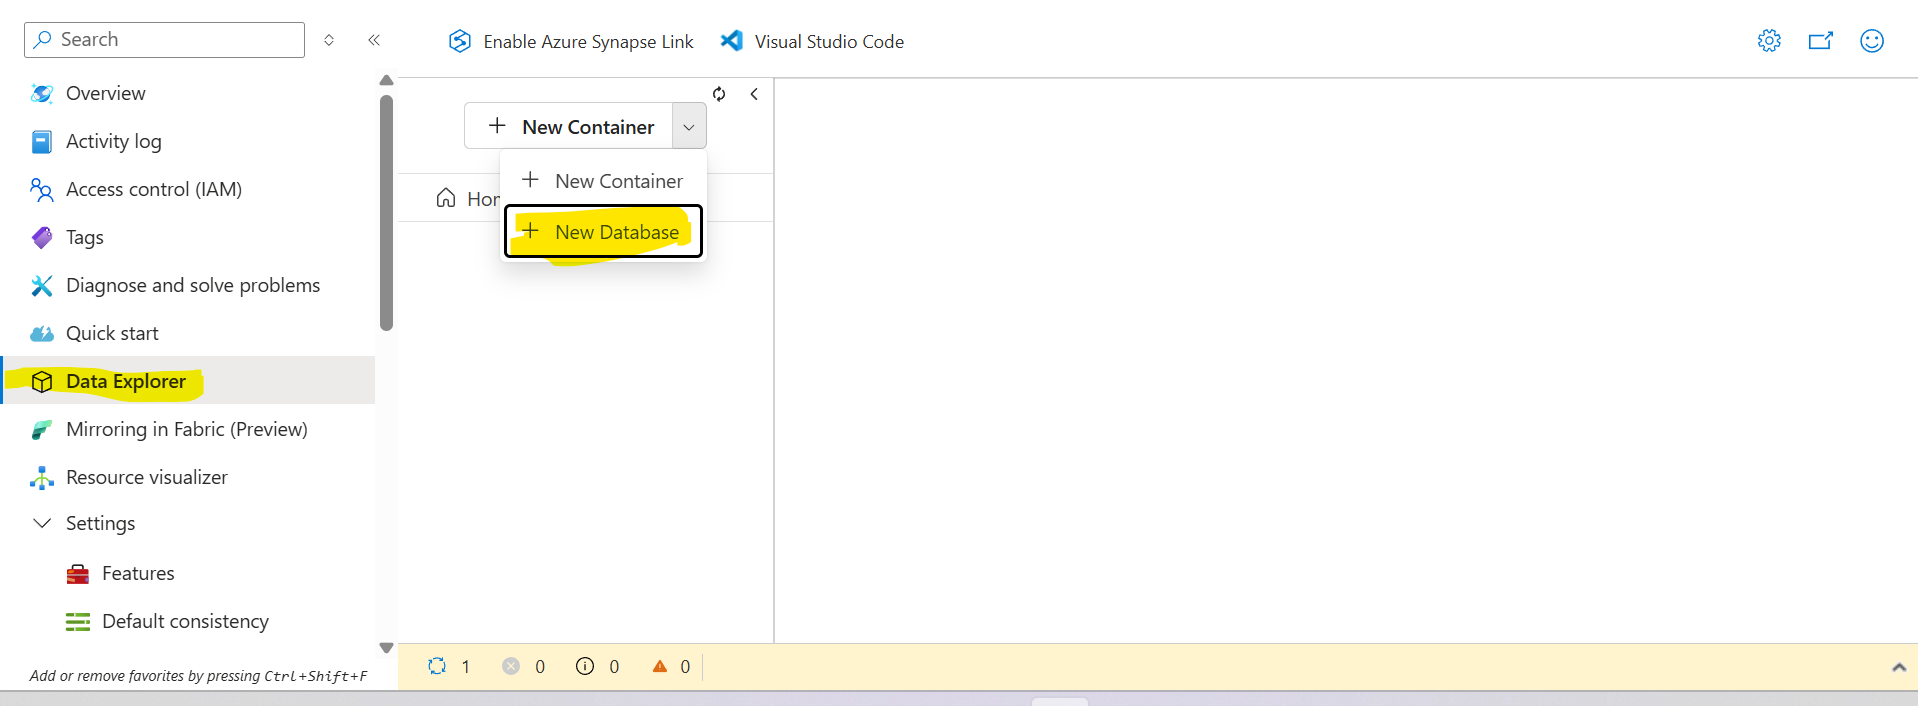 Search
Enable Azure Synapse Link
Visual Studio Code
Overview
Activity log
Access control (IAM)
Tags
Diagnose and solve problems
Quick start
Data Explorer
Mirroring in Fabric (Preview)
Resource visualizer
Settings
Features
Default consistency
Add or remove favorites by pressing Ctrl+Shift+F
New Container
New Container
New Database
1 0 0 0